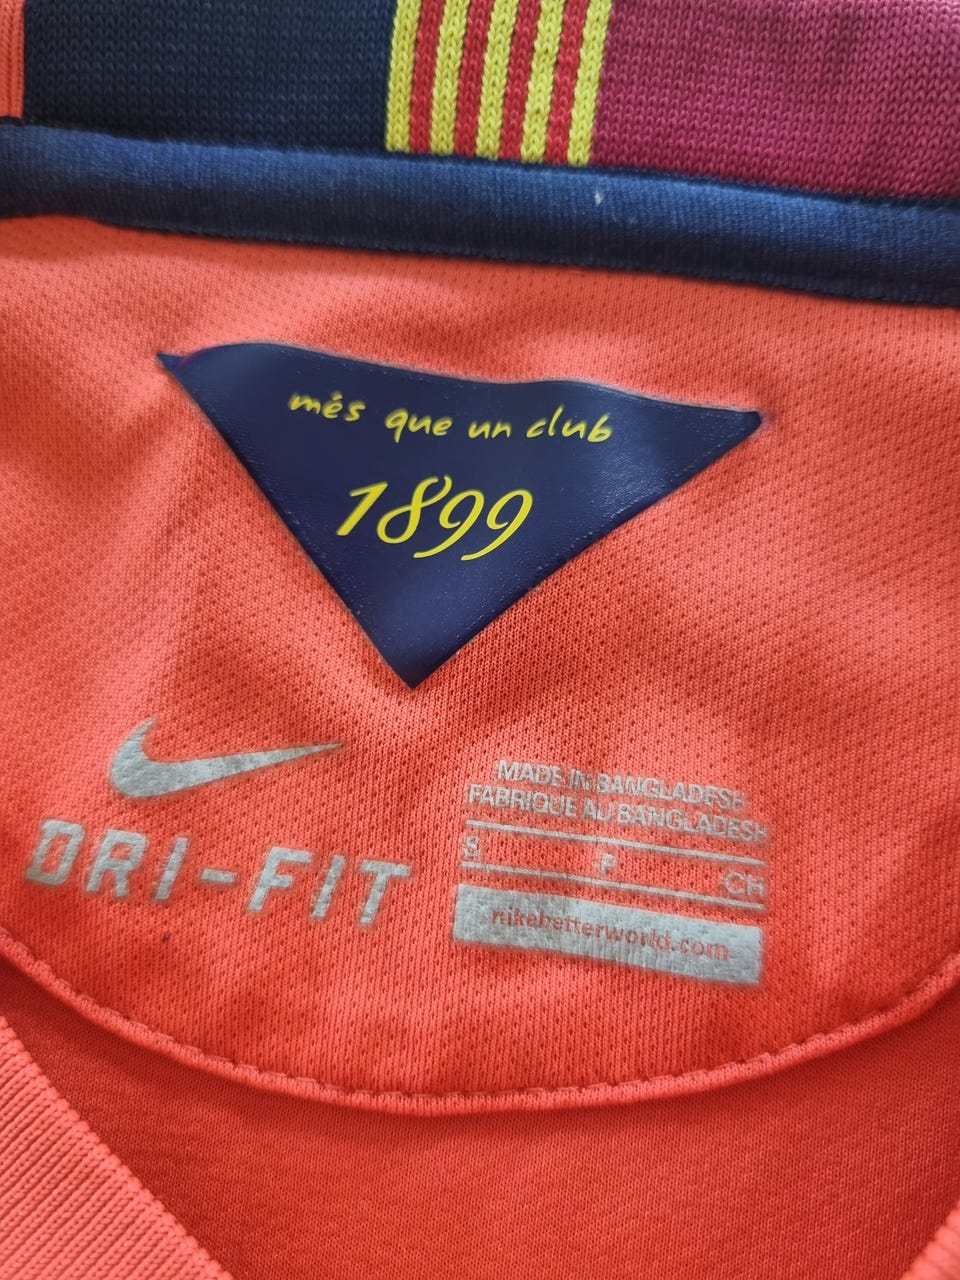 més que un club
1899
DRI-FIT
MADE IN BANGLADESH
FABRIQUE AU BANGLADESH
S P CH
nikebetterworld.com